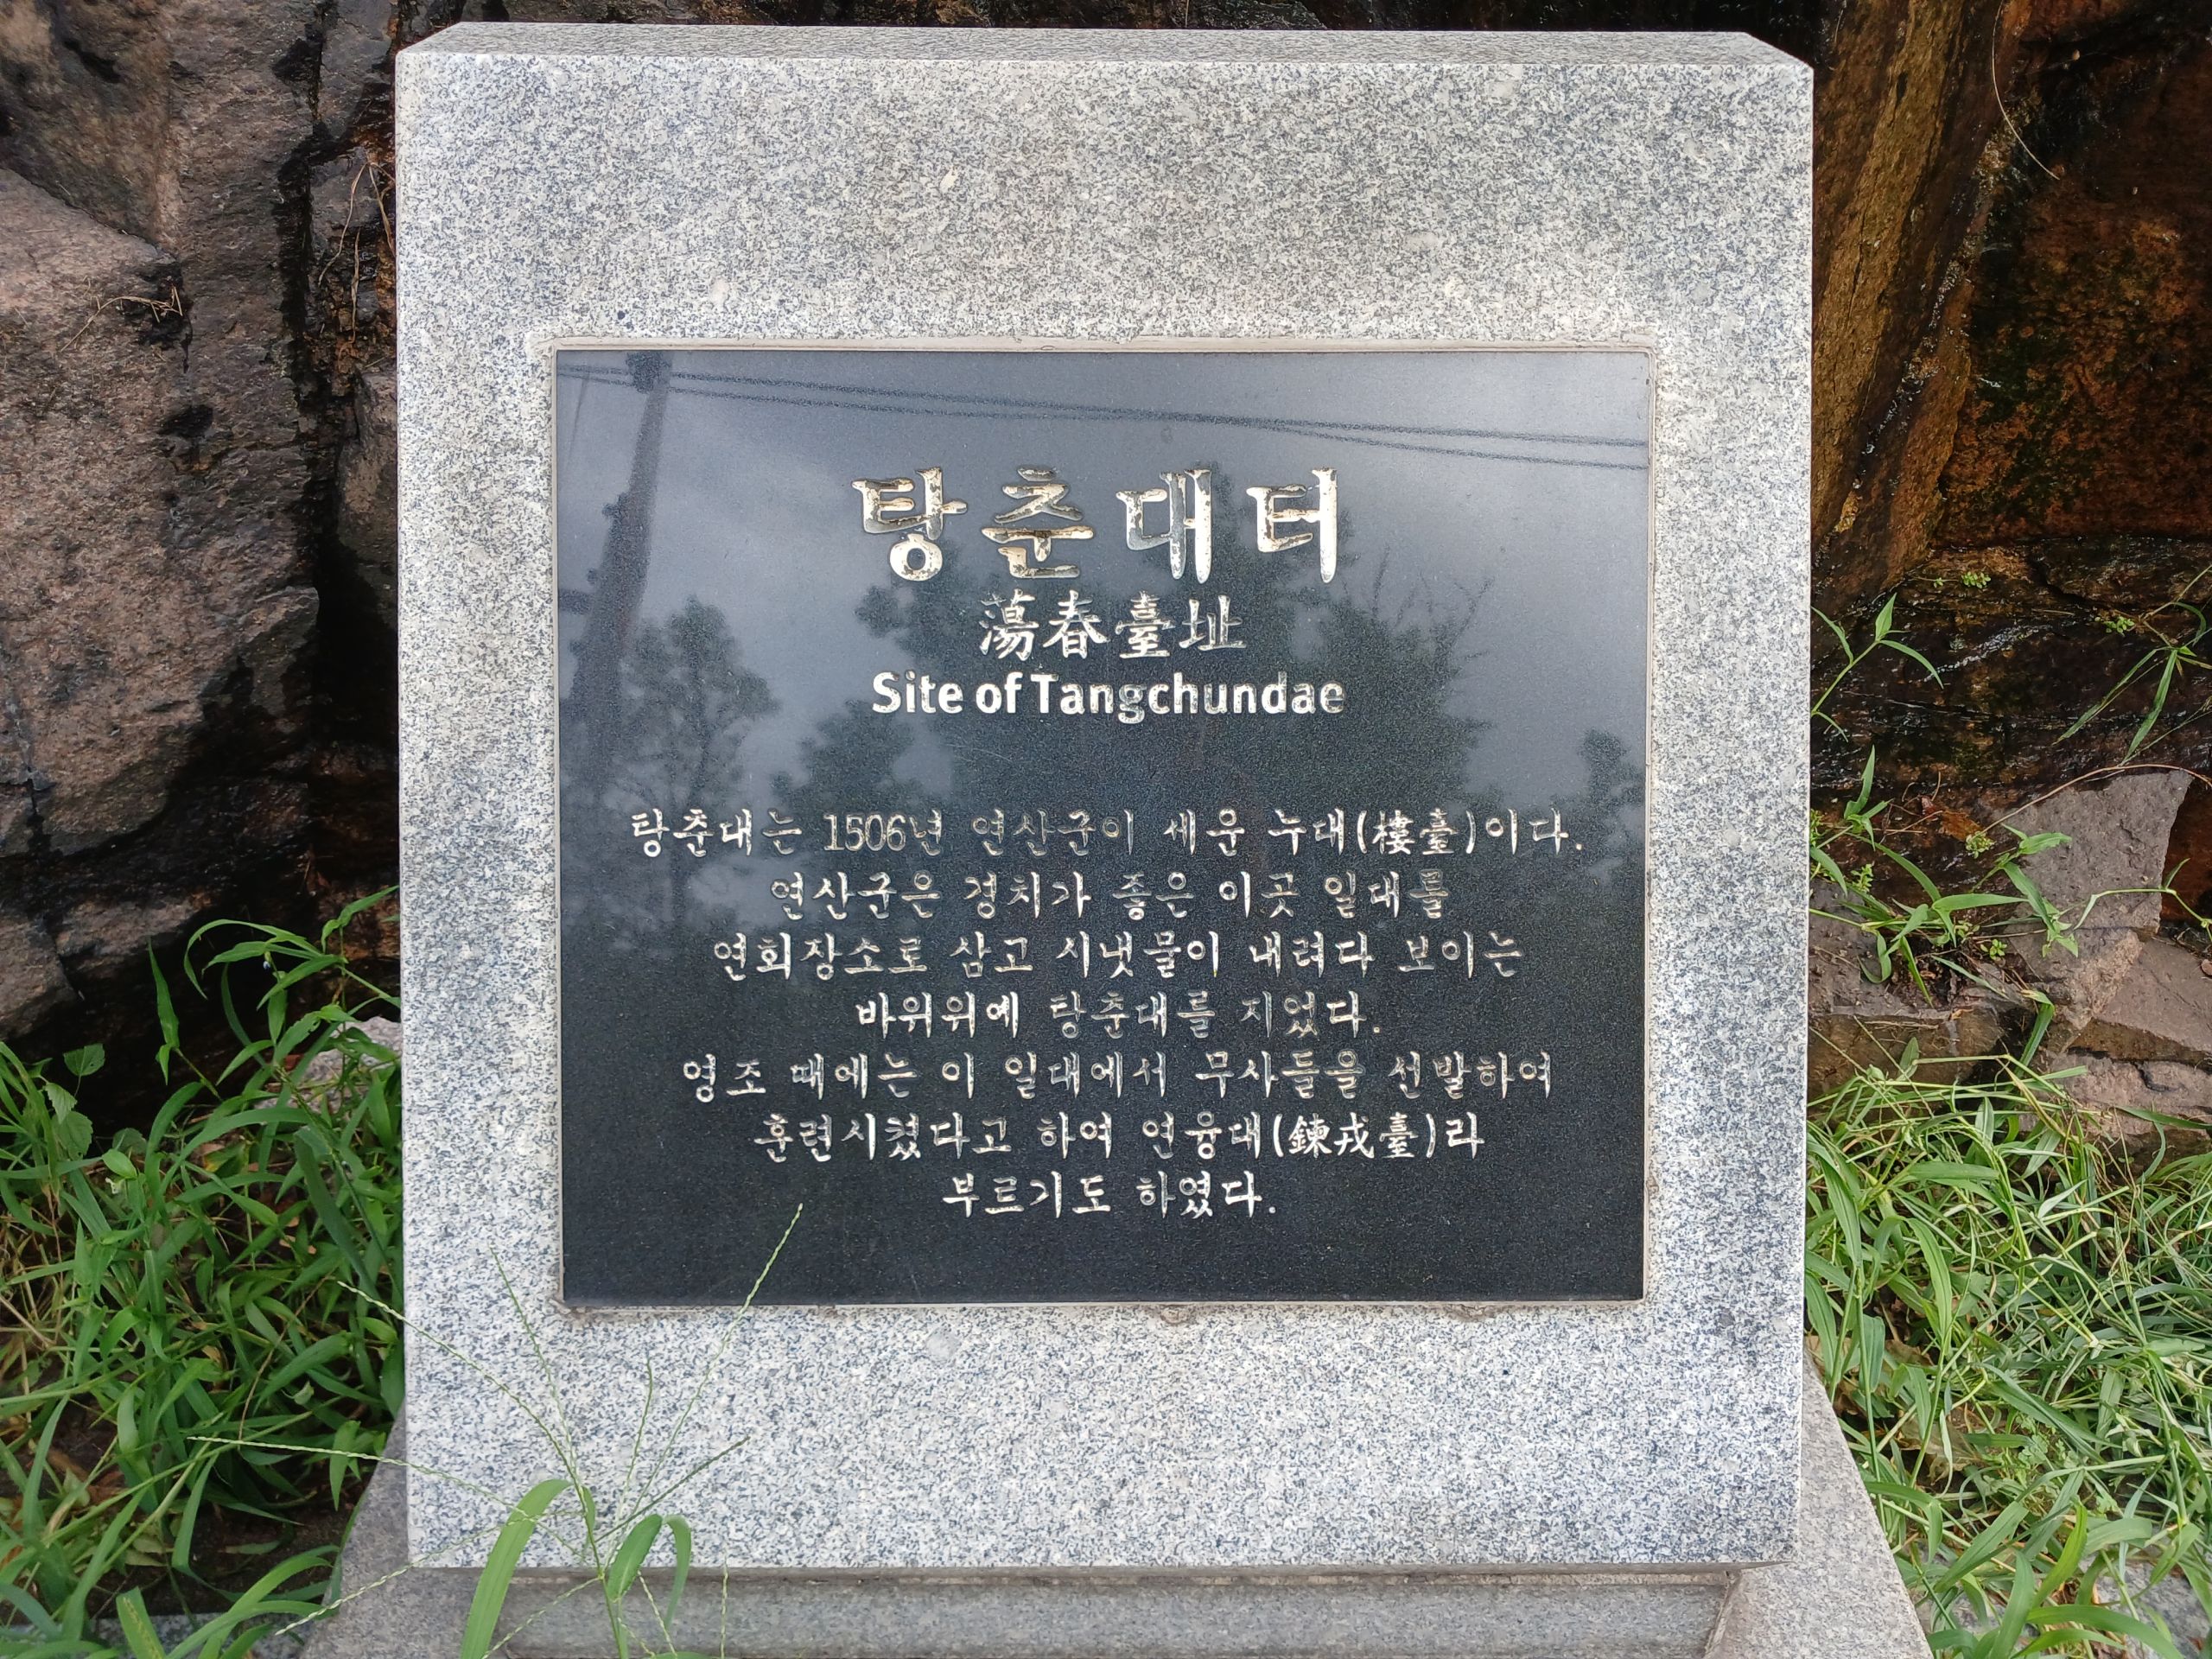 탕춘대터
蕩春臺址
Site of Tangchundae
탕춘대는 1506년 연산군이 세운 누대(樓臺)이다.
연산군은 경치가 좋은 이곳 일대를
연회장소로 삼고 시냇물이 내려다 보이는
바위위에 탕춘대를 지었다.
영조 때에는 이 일대에서 무사들을 선발하여
훈련시켰다고 하여 연융대(鍊戎臺)라
부르기도 하였다.